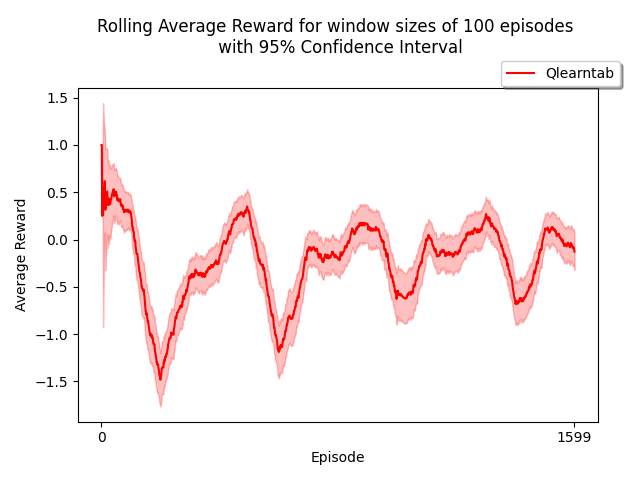 Rolling Average Reward for window sizes of 100 episodes
with 95% Confidence Interval
Qlearntab
1.5
1.0
0.5
0.0
−0.5
−1.0
−1.5
Average Reward
0
1599
Episode